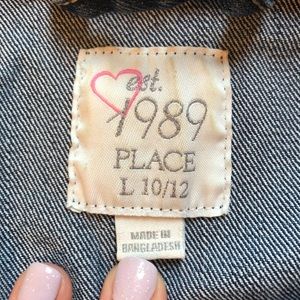 est.
1989
PLACE
L 10/12
MADE IN
BANGLADESH